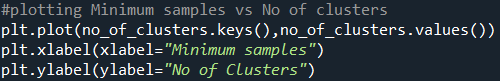 #plotting Minimum samples vs No of clusters
plt.plot(no_of_clusters.keys(),no_of_clusters.values())
plt.xlabel(xlabel="Minimum samples")
plt.ylabel(ylabel="No of Clusters")